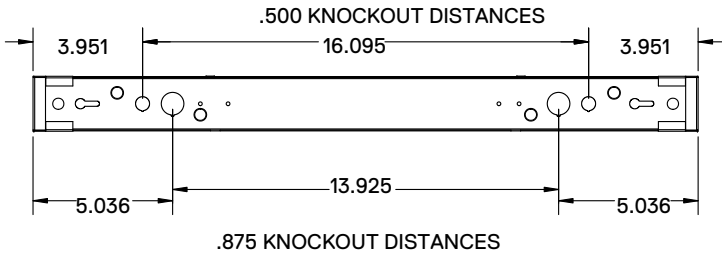 .500 KNOCKOUT DISTANCES
3.951 16.095 3.951
13.925
5.036 5.036
.875 KNOCKOUT DISTANCES